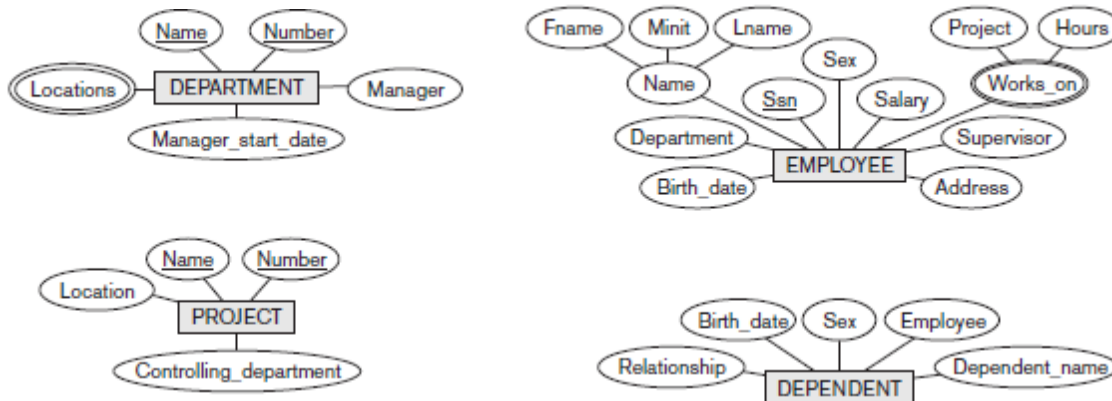 Name
Number
Locations
DEPARTMENT
Manager
Manager_start_date
Fname
Minit
Lname
Name
Sex
Ssn
Salary
Project
Hours
Works_on
Department
Supervisor
EMPLOYEE
Birth_date
Address
Name
Number
Location
PROJECT
Controlling_department
Birth_date
Sex
Employee
Relationship
Dependent_name
DEPENDENT